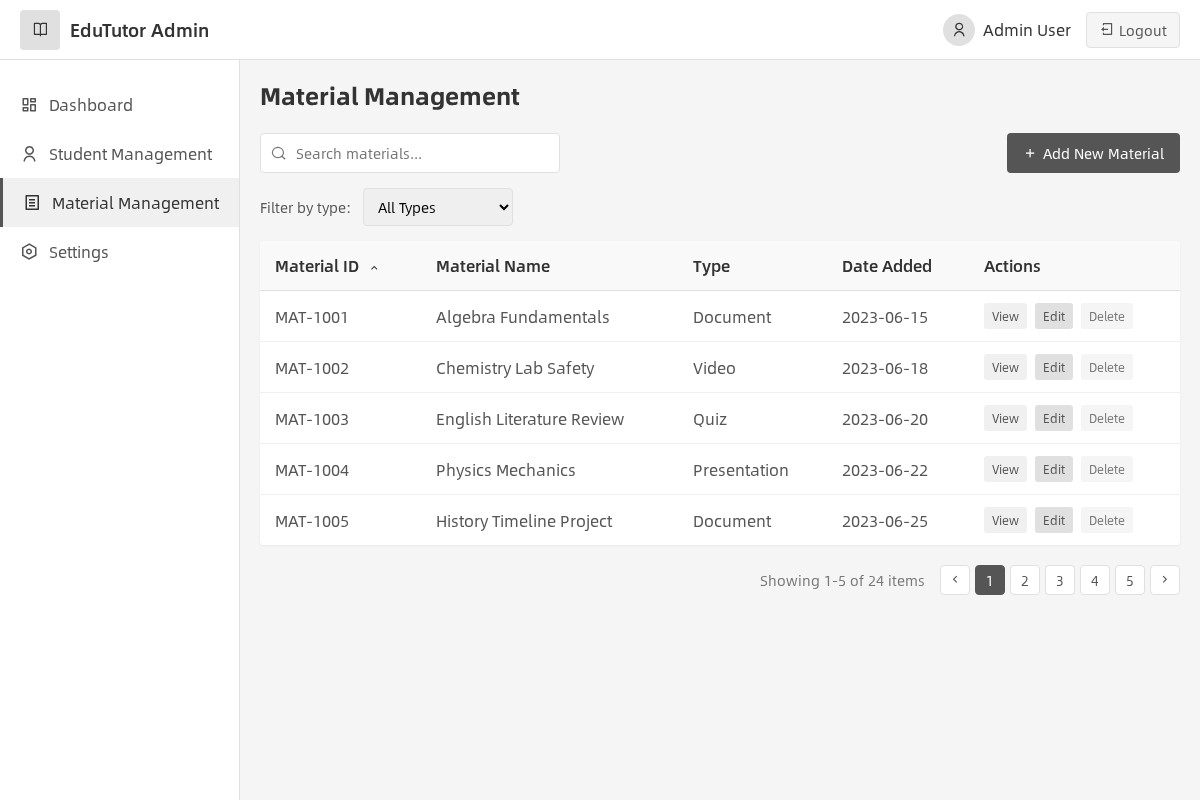 EduTutor Admin
Admin User
Logout
Dashboard
Student Management
Material Management
Settings
Material Management
Search materials...
+ Add New Material
Filter by type:
All Types
Material ID Material Name Type Date Added Actions
MAT-1001 Algebra Fundamentals Document 2023-06-15 View Edit Delete
MAT-1002 Chemistry Lab Safety Video 2023-06-18 View Edit Delete
MAT-1003 English Literature Review Quiz 2023-06-20 View Edit Delete
MAT-1004 Physics Mechanics Presentation 2023-06-22 View Edit Delete
MAT-1005 History Timeline Project Document 2023-06-25 View Edit Delete
Showing 1-5 of 24 items 1 2 3 4 5